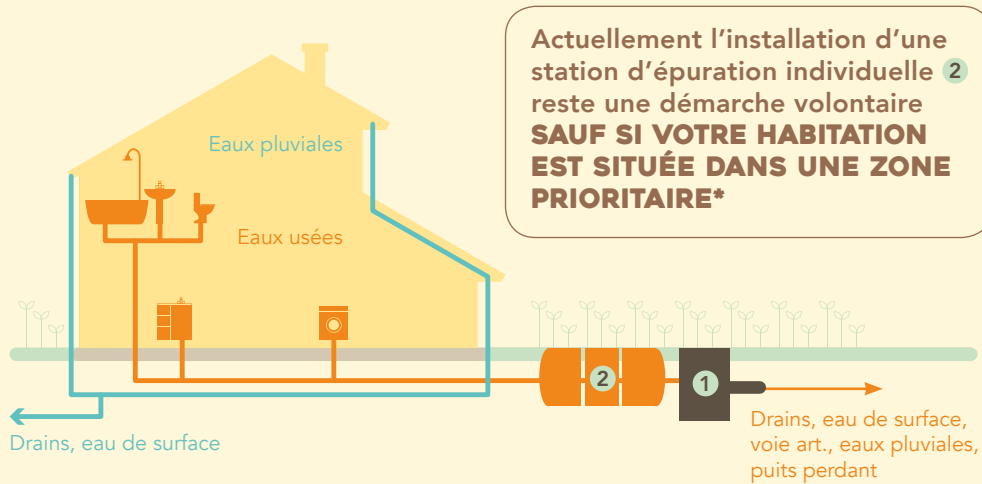 Actuellement l’installation d’une
station d’épuration individuelle 2
reste une démarche volontaire
SAUF SI VOTRE HABITATION
EST SITUÉE DANS UNE ZONE
PRIORITAIRE*
Eaux pluviales
Eaux usées
2
1
Drains, eau de surface
Drains, eau de surface,
voie art., eaux pluviales,
puits perdant